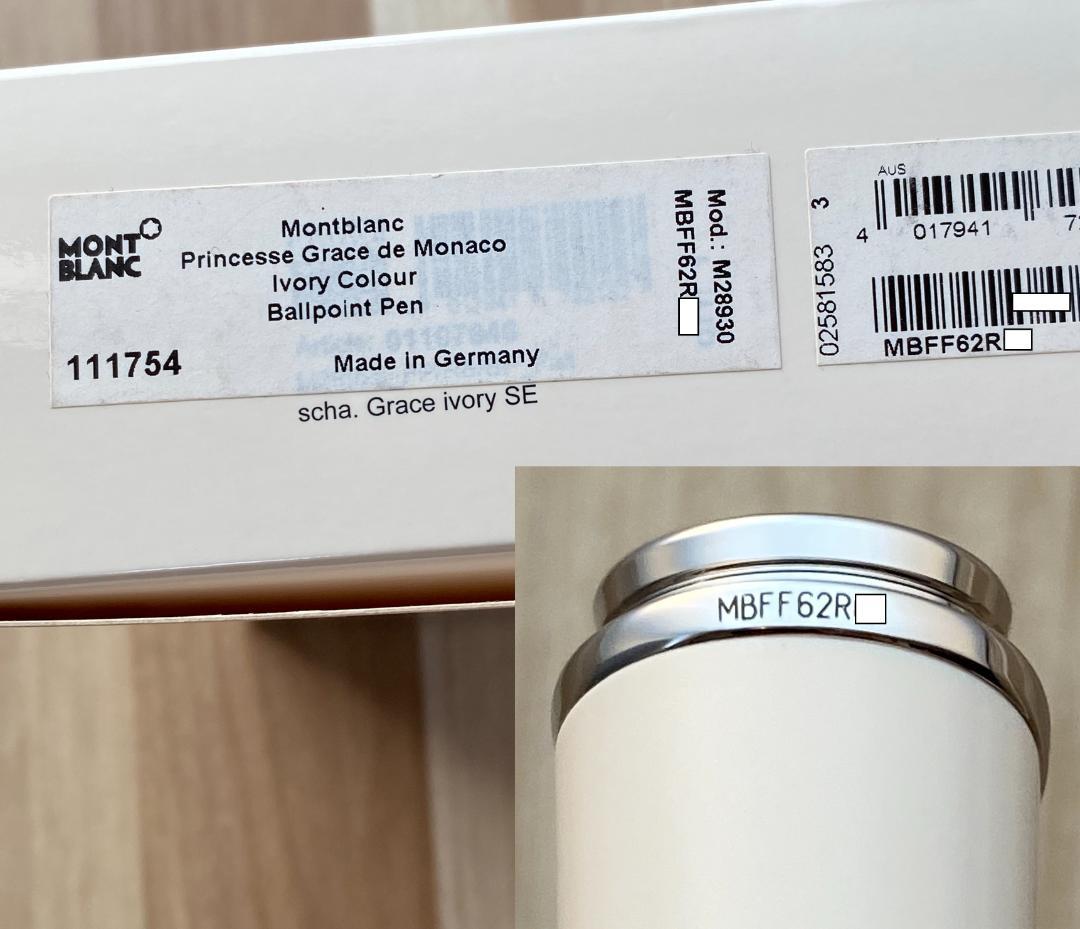 MONT
BLANC
Montblanc
Princesse Grace de Monaco
Ivory Colour
Ballpoint Pen
111754
Made in Germany
MBFF62R
Mod.: M28930
scha. Grace ivory SE
02581583 3
AUS
4 017941
MBFF62R
MBFF62R